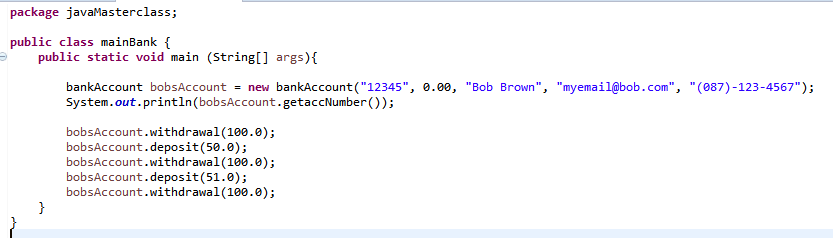 package javaMasterclass;
public class mainBank {
public static void main (String[] args){
bankAccount bobsAccount = new bankAccount("12345", 0.00, "Bob Brown", "myemail@bob.com", "(087)-123-4567");
System.out.println(bobsAccount.getaccNumber());
bobsAccount.withdrawal(100.0);
bobsAccount.deposit(50.0);
bobsAccount.withdrawal(100.0);
bobsAccount.deposit(51.0);
bobsAccount.withdrawal(100.0);
}
}